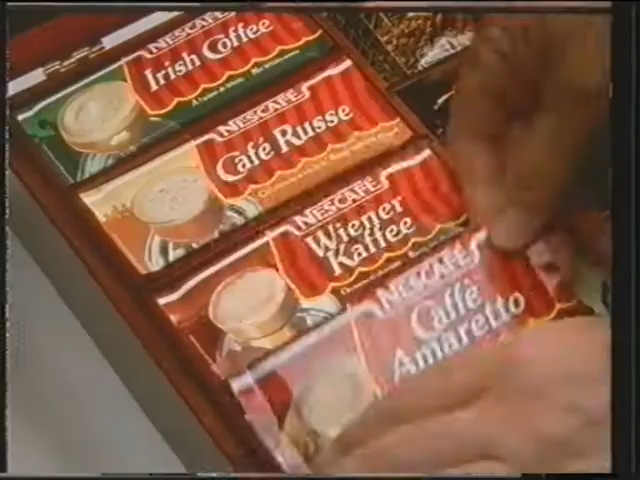 NESCAFÉ
Irish Coffee
NESCAFÉ
Café Russe
NESCAFÉ
Wiener
Kaffee
NESCAFÉ
Caffè
Amaretto